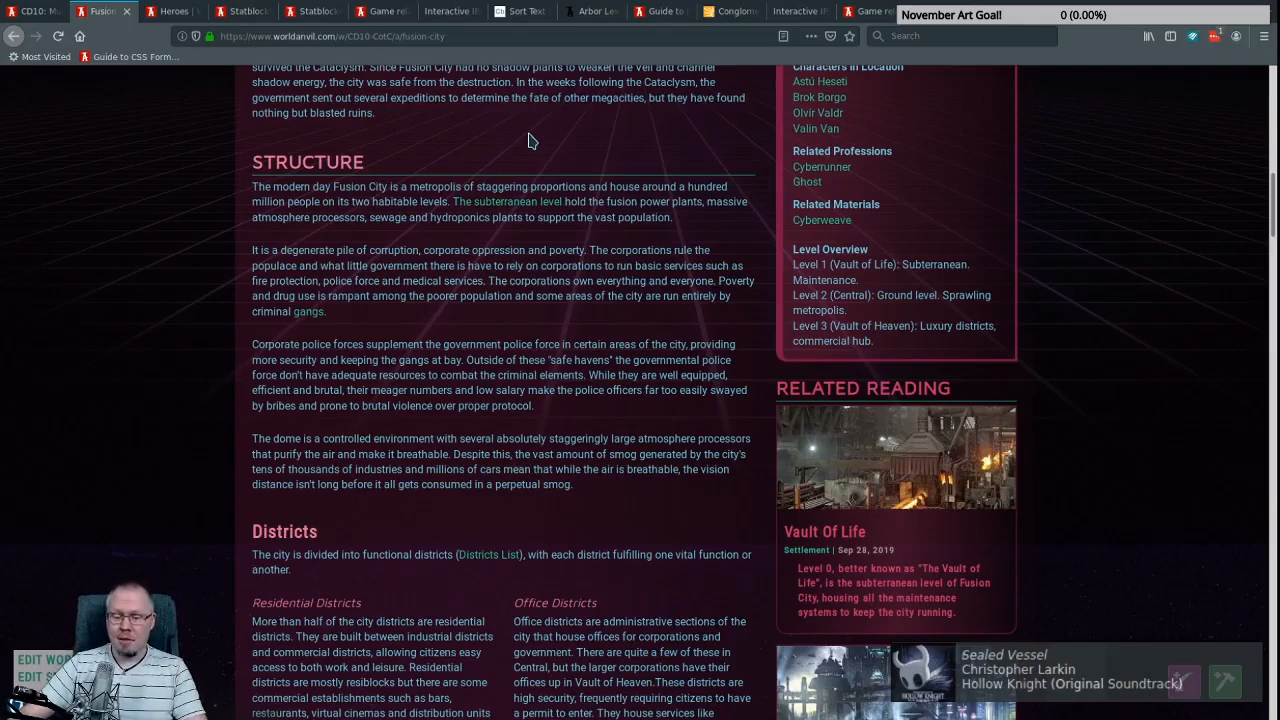 CD10: Ma
Fusion
Heroes |
Statblock
Statblock
Game rel
Interactive IP
Sort Text
Arbor Le
Guide to
Conglome
Interactive IP
Game re
November Art Goal!
0 (0.00%)
https://www.worldanvil.com/w/CD10-CotC/a/fusion-city
Search
Most Visited
Guide to CSS Form...
survived the Cataclysm. Since Fusion City had no shadow plants to weaken the Veil and channel
shadow energy, the city was safe from the destruction. In the weeks following the Cataclysm, the
government sent out several expeditions to determine the fate of other megacities, but they have found
nothing but blasted ruins.
STRUCTURE
The modern day Fusion City is a metropolis of staggering proportions and house around a hundred
million people on its two habitable levels. The subterranean level hold the fusion power plants, massive
atmosphere processors, sewage and hydroponics plants to support the vast population.
It is a degenerate pile of corruption, corporate oppression and poverty. The corporations rule the
populace and what little government there is have to rely on corporations to run basic services such as
fire protection, police force and medical services. The corporations own everything and everyone. Poverty
and drug use is rampant among the poorer population and some areas of the city are run entirely by
criminal gangs.
Corporate police forces supplement the government police force in certain areas of the city, providing
more security and keeping the gangs at bay. Outside of these "safe havens" the governmental police
force don't have adequate resources to combat the criminal elements. While they are well equipped,
efficient and brutal, their meager numbers and low salary make the police officers far too easily swayed
by bribes and prone to brutal violence over proper protocol.
The dome is a controlled environment with several absolutely staggeringly large atmosphere processors
that purify the air and make it breathable. Despite this, the vast amount of smog generated by the city's
tens of thousands of industries and millions of cars mean that while the air is breathable, the vision
distance isn't long before it all gets consumed in a perpetual smog.
Districts
The city is divided into functional districts (Districts List), with each district fulfilling one vital function or
another.
Residential Districts
More than half of the city districts are residential
districts. They are built between industrial districts
and commercial districts, allowing citizens easy
access to both work and leisure. Residential
districts are mostly resiblocks but there are some
commercial establishments such as bars,
restaurants, virtual cinemas and distribution units
Office Districts
Office districts are administrative sections of the
city that house offices for corporations and
government. There are quite a few of these in
Central, but the larger corporations have their
offices up in Vault of Heaven.These districts are
high security, frequently requiring citizens to have
a permit to enter. They house services like
Characters in Location
Astú Heseti
Brok Borgo
Olvír Valdr
Valin Van
Related Professions
Cyberrunner
Ghost
Related Materials
Cyberweave
Level Overview
Level 1 (Vault of Life): Subterranean.
Maintenance.
Level 2 (Central): Ground level. Sprawling
metropolis.
Level 3 (Vault of Heaven): Luxury districts,
commercial hub.
RELATED READING
Vault Of Life
Settlement | Sep 28, 2019
Level 0, better known as "The Vault of
Life", is the subterranean level of Fusion
City, housing all the maintenance
systems to keep the city running.
EDIT WOR
EDIT S
Sealed Vessel
Christopher Larkin
Hollow Knight (Original Soundtrack)